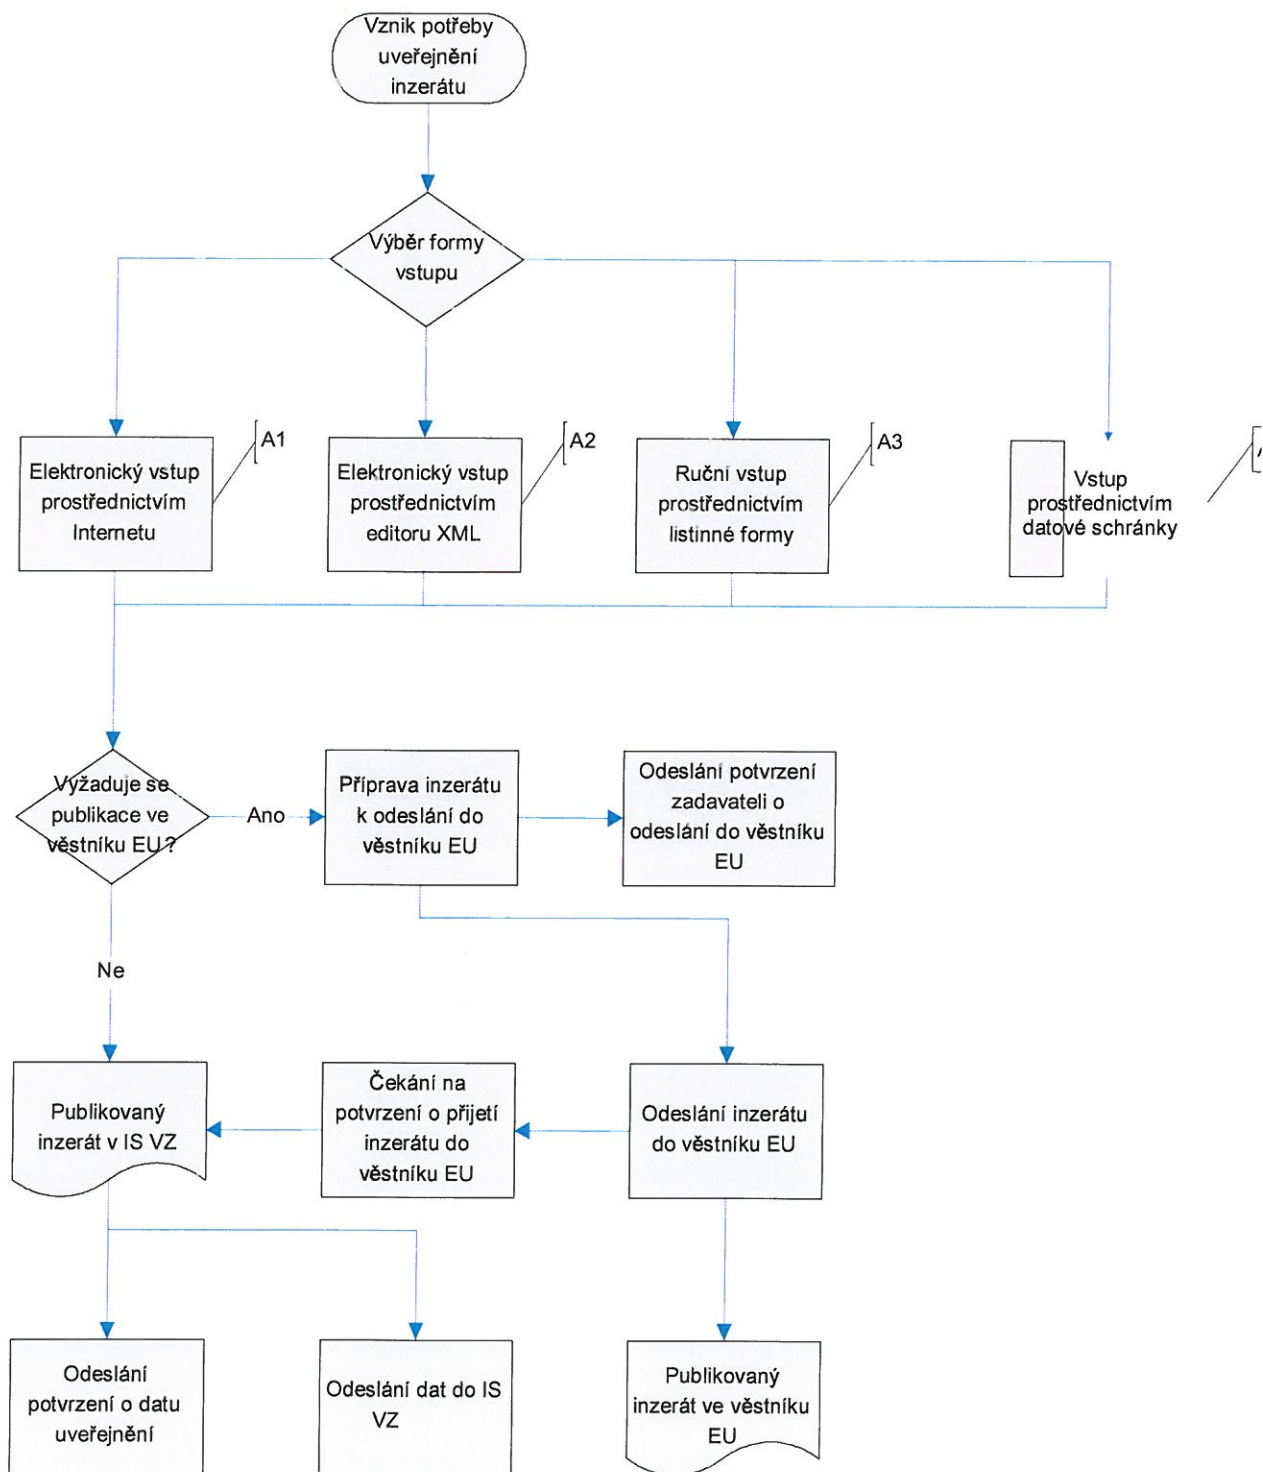 Vznik potřeby
uveřejnění
inzerátu
Výběr formy
vstupu
Elektronický vstup
prostřednictvím
Internetu
A1
Elektronický vstup
prostřednictvím
editoru XML
A2
Ruční vstup
prostřednictvím
listinné formy
A3
Vstup
prostřednictvím
datové schránky
Vyžaduje se
publikace ve
věstníku EU?
Ano
Příprava inzerátu
k odeslání do
věstníku EU
Odeslání potvrzení
zadavateli o
odeslání do věstníku
EU
Ne
Publikovaný
inzerát v IS VZ
Čekání na
potvrzení o přijetí
inzerátu do
věstníku EU
Odeslání inzerátu
do věstníku EU
Odeslání
potvrzení o datu
uveřejnění
Odeslání dat do IS
VZ
Publikovaný
inzerát ve věstníku
EU